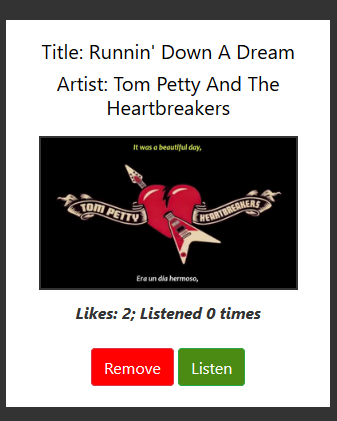 Title: Runnin' Down A Dream
Artist: Tom Petty And The
Heartbreakers
It was a beautiful day,
TOM PETTY
HEARTBREAKERS
Era un día hermoso,
Likes: 2; Listened 0 times
Remove
Listen